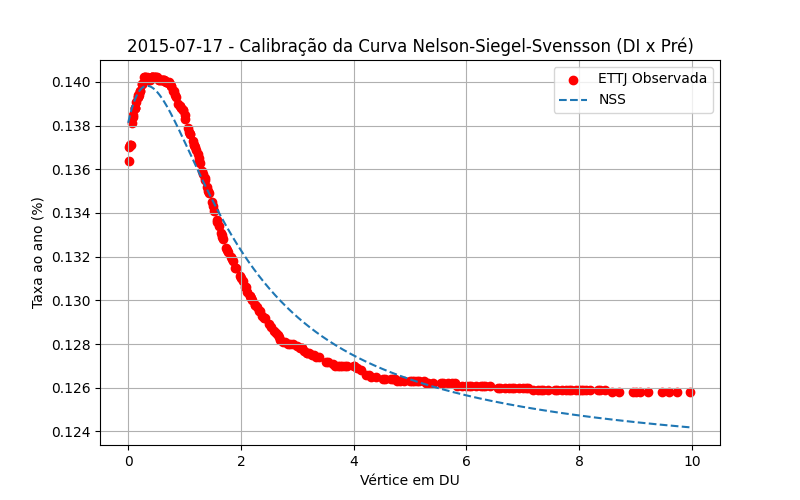 2015-07-17 - Calibração da Curva Nelson-Siegel-Svensson (DI x Pré)
ETTJ Observada
NSS
Taxa ao ano (%)
0.140
0.138
0.136
0.134
0.132
0.130
0.128
0.126
0.124
0 2 4 6 8 10
Vértice em DU